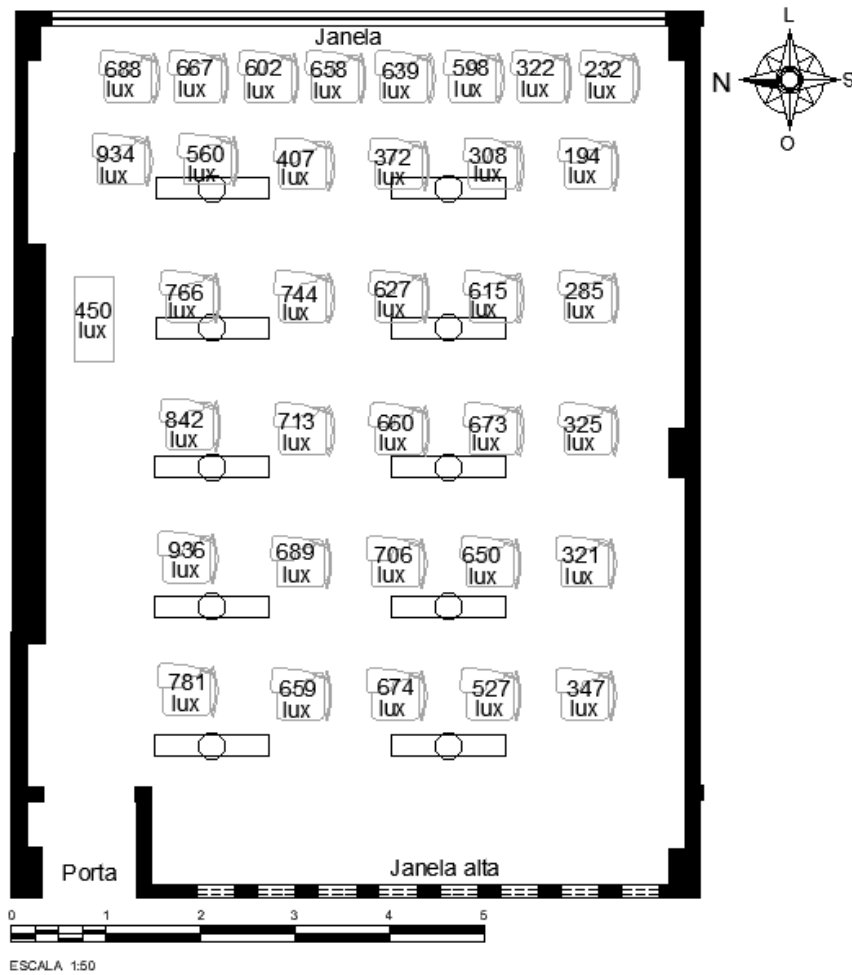 Janela
L
N
S
O
688 667 602 658 639 598 322 232
lux lux lux lux lux lux lux lux
934 560 407 372 308 194
lux lux lux lux lux lux
450
lux
766 744 627 615 285
lux lux lux lux lux
842 713 660 673 325
lux lux lux lux lux
936 689 706 650 321
lux lux lux lux lux
781 659 674 527 347
lux lux lux lux lux
Porta
Janela alta
0 1 2 3 4 5
ESCALA 1:50